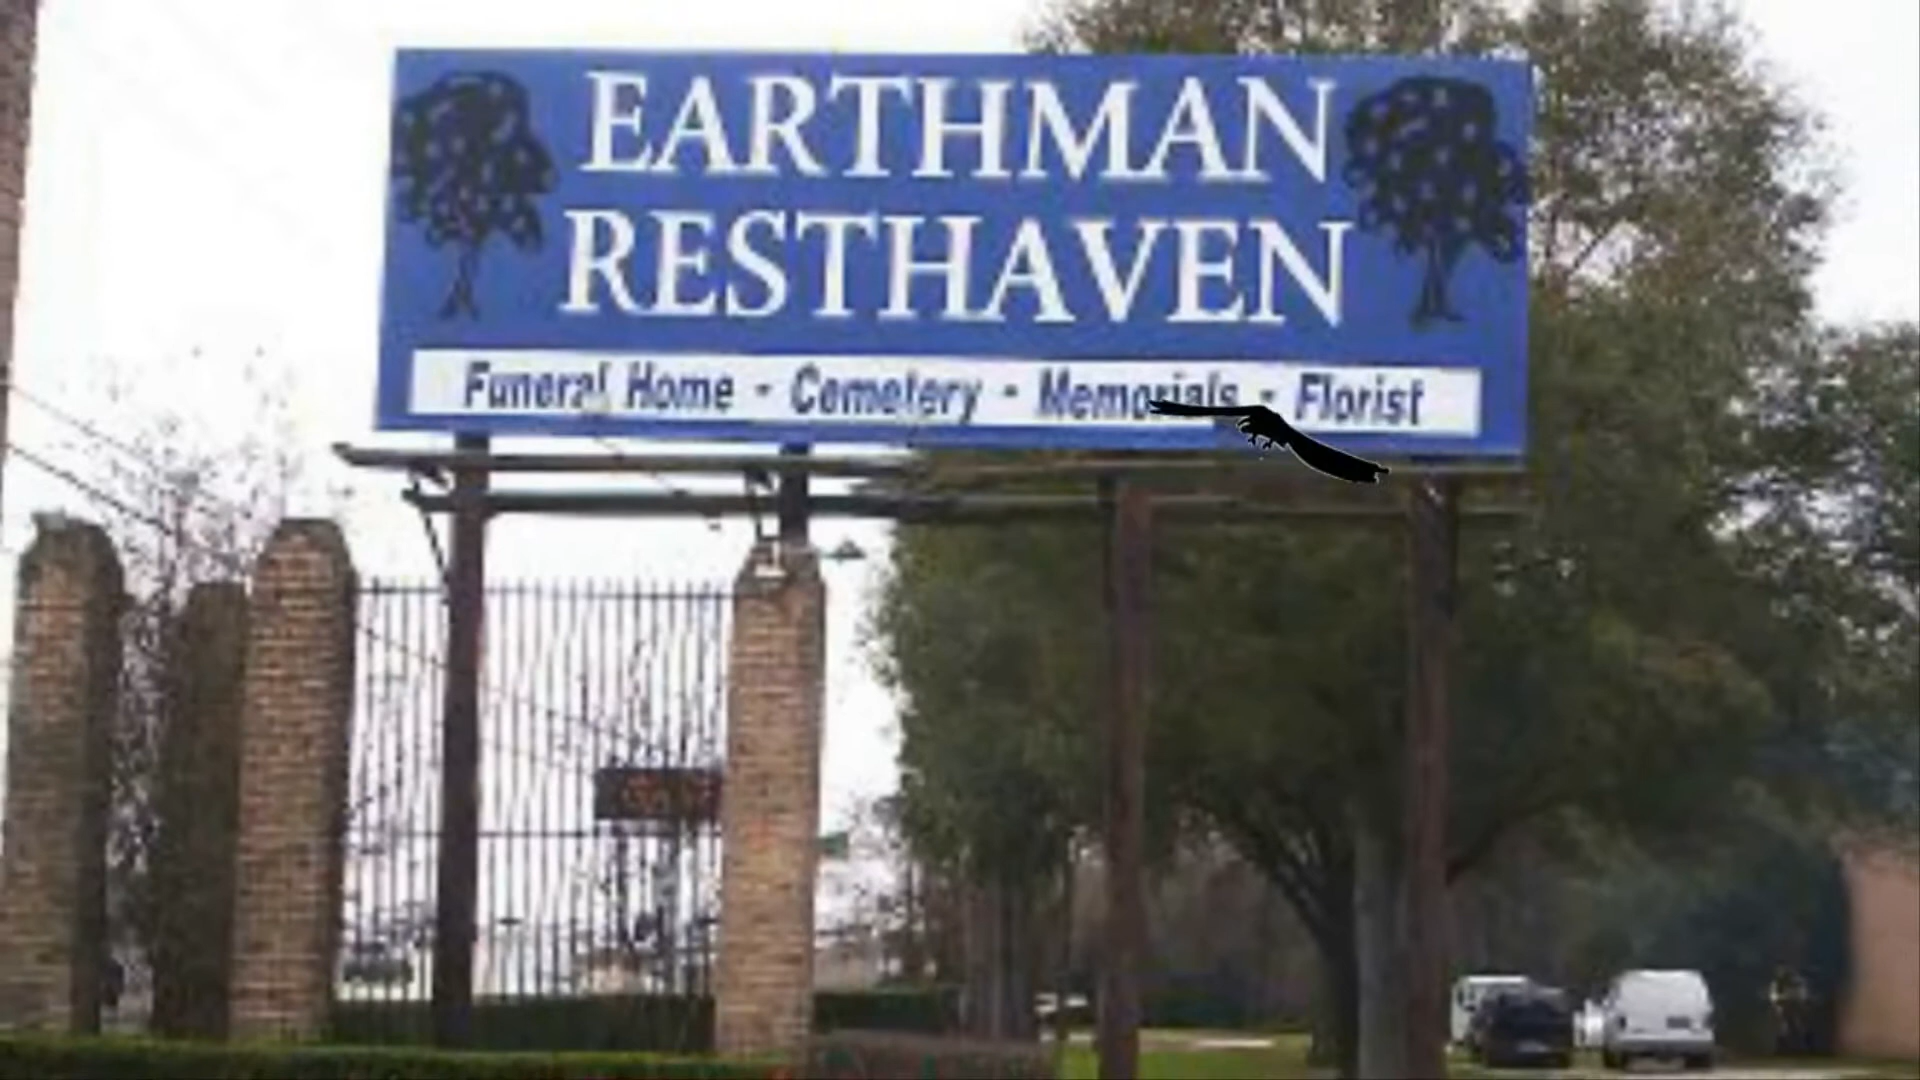 EARTHMAN
RESTHAVEN
Funeral Home - Cemetery - Memorials - Florist